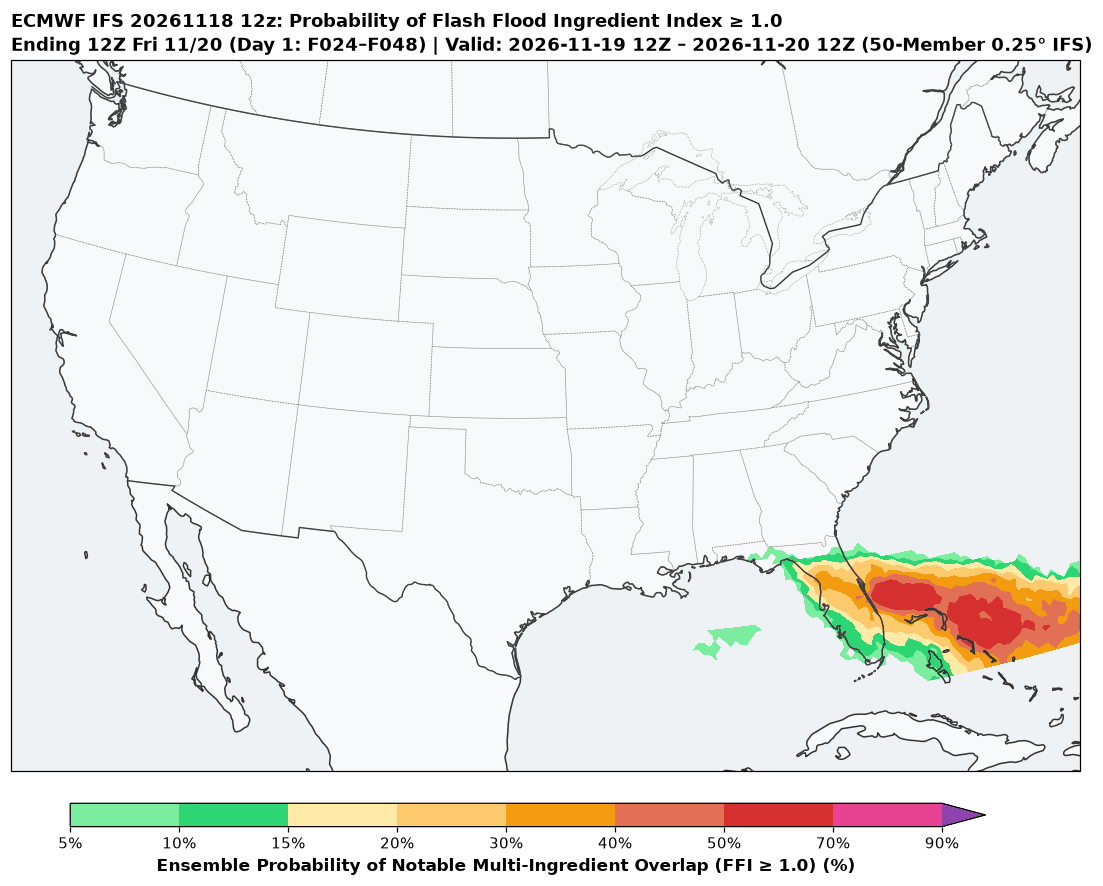 ECMWF IFS 20261118 12z: Probability of Flash Flood Ingredient Index ≥ 1.0
Ending 12Z Fri 11/20 (Day 1: F024–F048) | Valid: 2026-11-19 12Z – 2026-11-20 12Z (50-Member 0.25° IFS)
5% 10% 15% 20% 30% 40% 50% 70% 90%
Ensemble Probability of Notable Multi-Ingredient Overlap (FFI ≥ 1.0) (%)